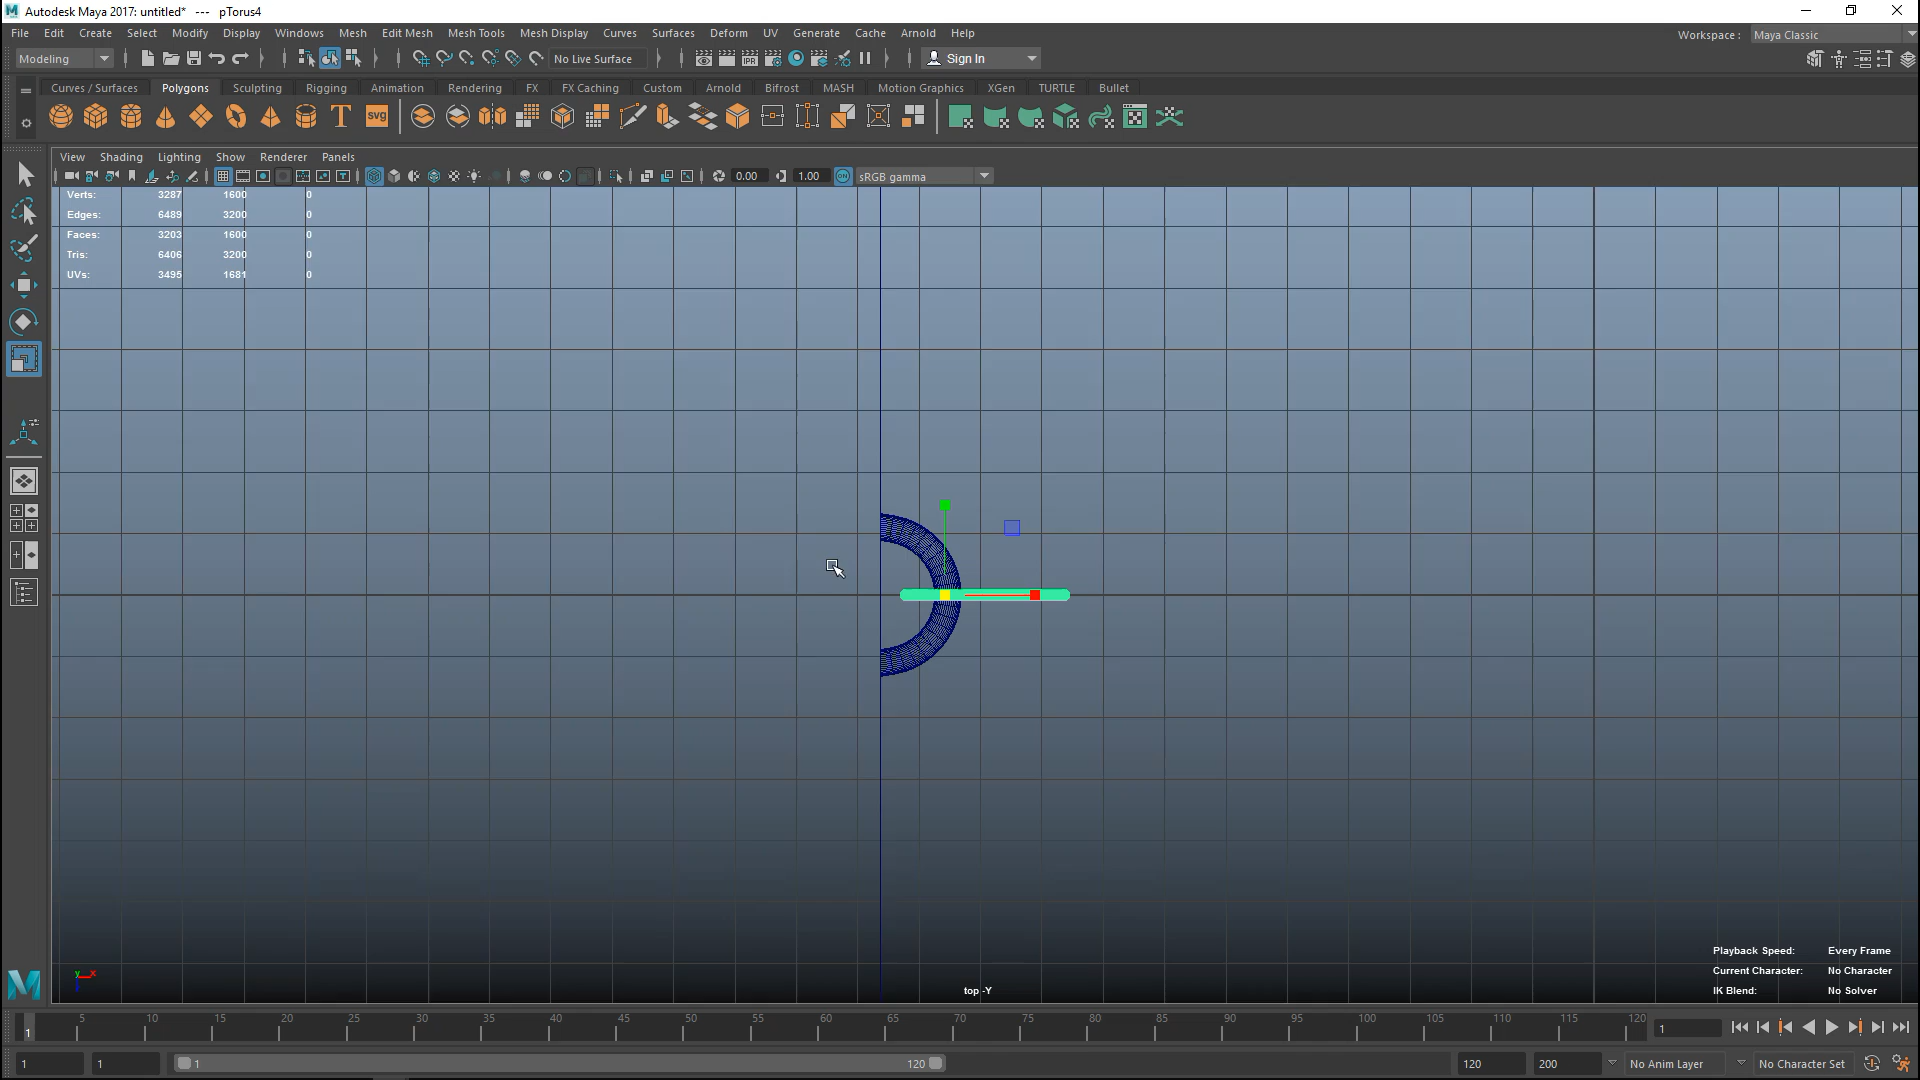 Autodesk Maya 2017: untitled* --- pTorus4
File Edit Create Select Modify Display Windows Mesh Edit Mesh Mesh Tools Mesh Display Curves Surfaces Deform UV Generate Cache Arnold Help
Workspace : Maya Classic
Modeling No Live Surface IPR Sign In
Curves / Surfaces Polygons Sculpting Rigging Animation Rendering FX FX Caching Custom Arnold Bifrost MASH Motion Graphics XGen TURTLE Bullet
T svg
View Shading Lighting Show Renderer Panels
0.00 1.00 ON sRGB gamma
Verts: 3287 1600 0
Edges: 6489 3200 0
Faces: 3203 1600 0
Tris: 6406 3200 0
UVs: 3495 1681 0
Playback Speed: Every Frame
Current Character: No Character
IK Blend: No Solver
y x
top -Y
1 5 10 15 20 25 30 35 40 45 50 55 60 65 70 75 80 85 90 95 100 105 110 115 120 1
1 1 1 120 120 200 No Anim Layer No Character Set